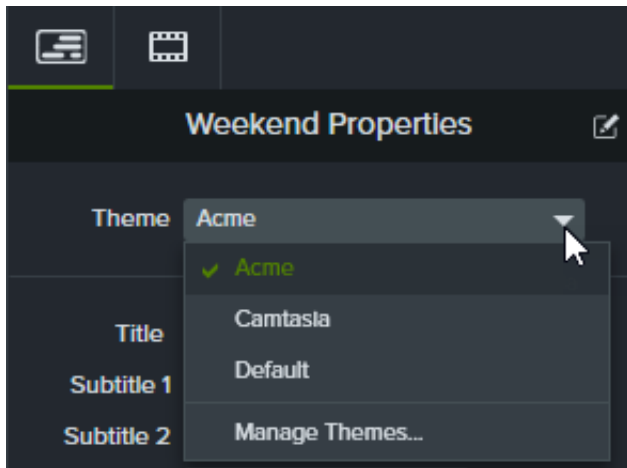 Weekend Properties
Theme Acme
Acme
Camtasia
Title
Default
Subtitle 1
Subtitle 2 Manage Themes...